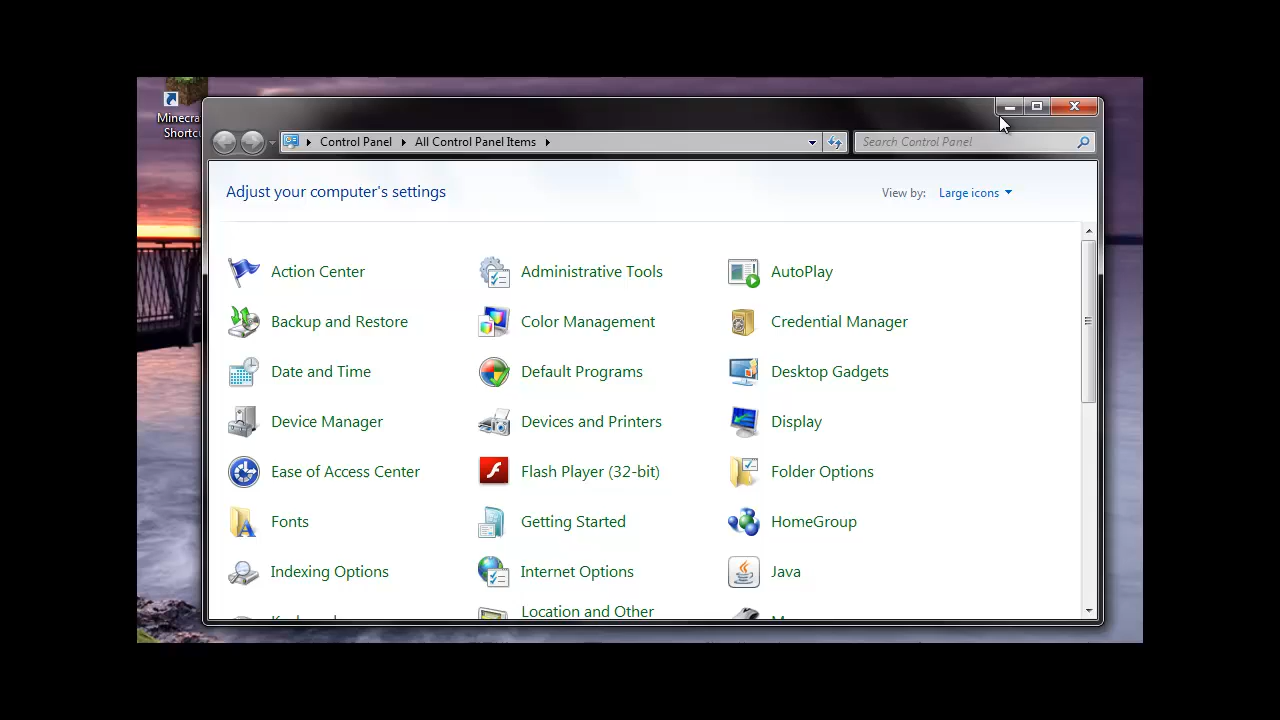 Minecra
Shortc
Control Panel
All Control Panel Items
Search Control Panel
Adjust your computer's settings
View by:
Large icons
Action Center
Administrative Tools
AutoPlay
Backup and Restore
Color Management
Credential Manager
Date and Time
Default Programs
Desktop Gadgets
Device Manager
Devices and Printers
Display
Ease of Access Center
Flash Player (32-bit)
Folder Options
Fonts
Getting Started
HomeGroup
Indexing Options
Internet Options
Java
Location and Other